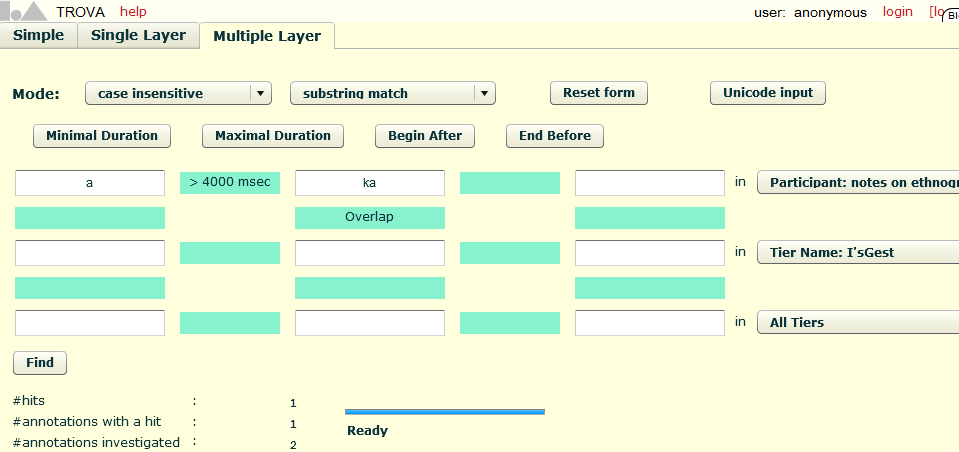 TROVA help user: anonymous login [lo
Simple Single Layer Multiple Layer
Mode: case insensitive substring match Reset form Unicode input
Minimal Duration Maximal Duration Begin After End Before
a > 4000 msec ka in Participant: notes on ethnogr
Overlap
in Tier Name: I'sGest
in All Tiers
Find
#hits : 1
#annotations with a hit : 1
Ready
#annotations investigated : 2